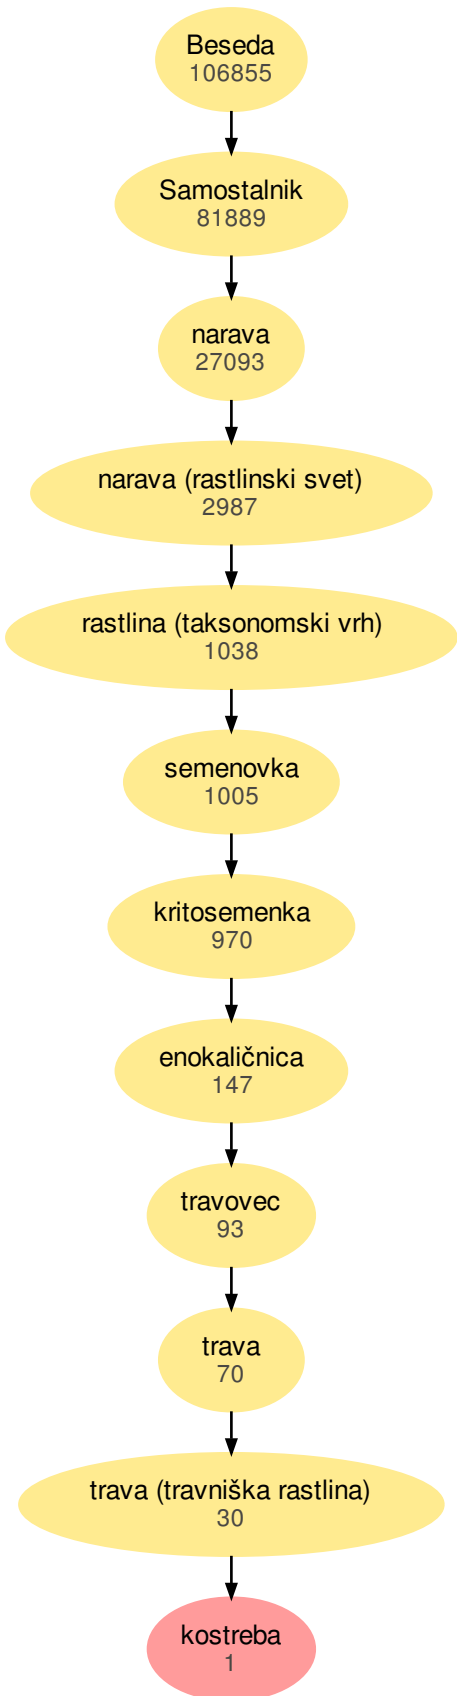 Beseda
106855
Samostalnik
81889
narava
27093
narava (rastlinski svet)
2987
rastlina (taksonomski vrh)
1038
semenovka
1005
kritosemenka
970
enokaličnica
147
travovec
93
trava
70
trava (travniška rastlina)
30
kostreba
1